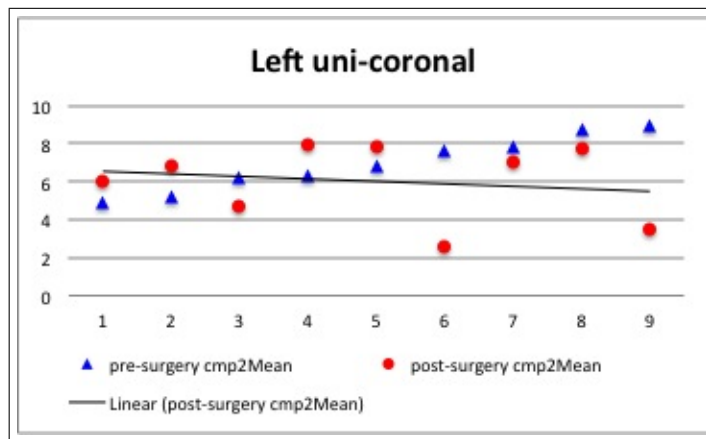 Left uni-coronal
10
8
6
4
2
0
1 2 3 4 5 6 7 8 9
pre-surgery cmp2Mean post-surgery cmp2Mean
Linear (post-surgery cmp2Mean)